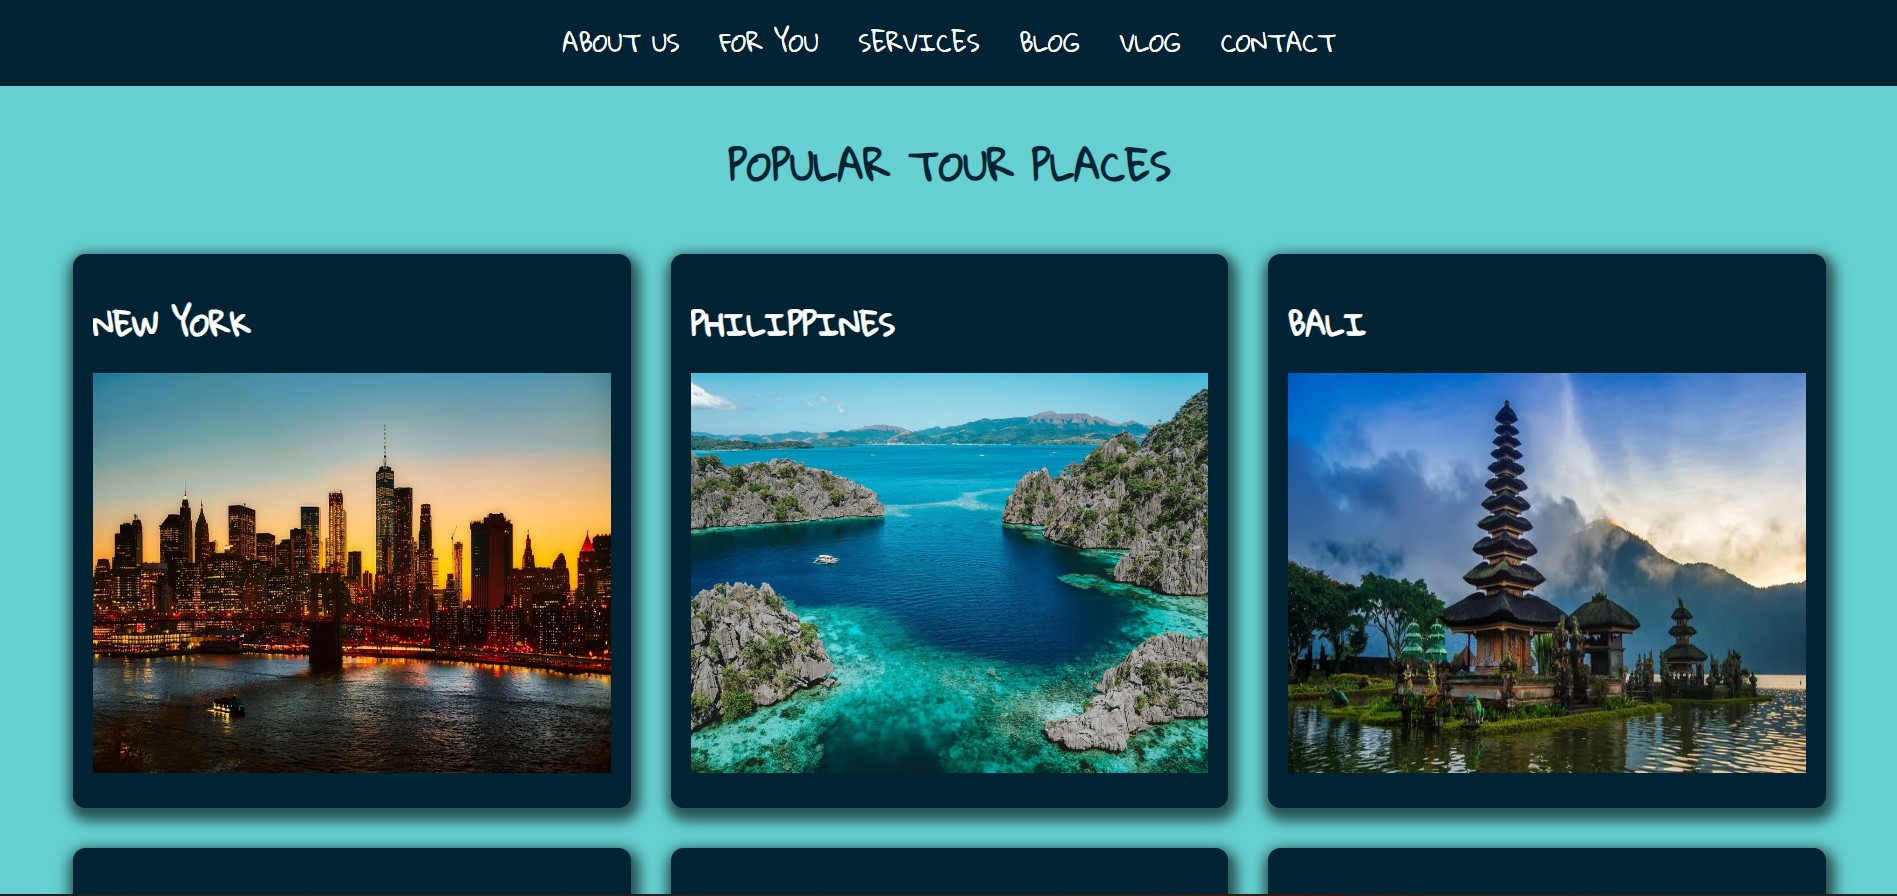 ABOUT US FOR YOU SERVICES BLOG VLOG CONTACT
POPULAR TOUR PLACES
NEW YORK PHILIPPINES BALI